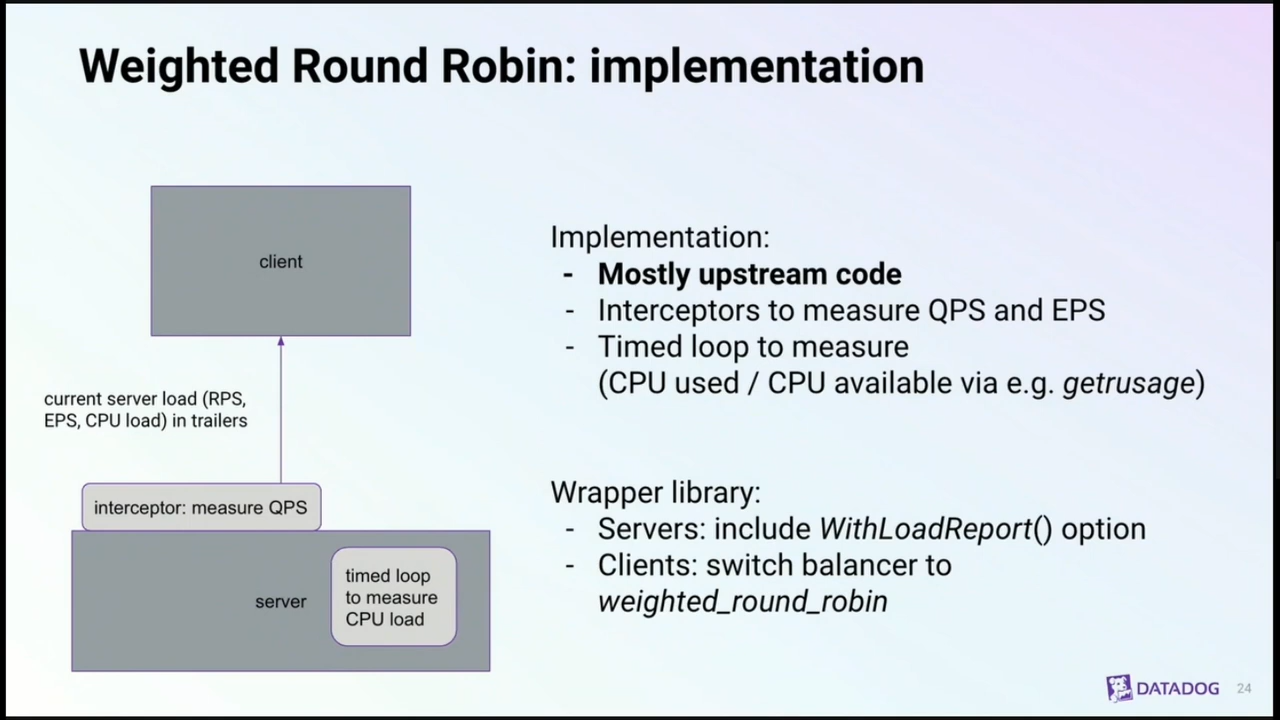 Weighted Round Robin: implementation
client
current server load (RPS,
EPS, CPU load) in trailers
interceptor: measure QPS
server
timed loop
to measure
CPU load
Implementation:
- Mostly upstream code
- Interceptors to measure QPS and EPS
- Timed loop to measure
(CPU used / CPU available via e.g. getrusage)
Wrapper library:
- Servers: include WithLoadReport() option
- Clients: switch balancer to
weighted_round_robin
DATADOG 24